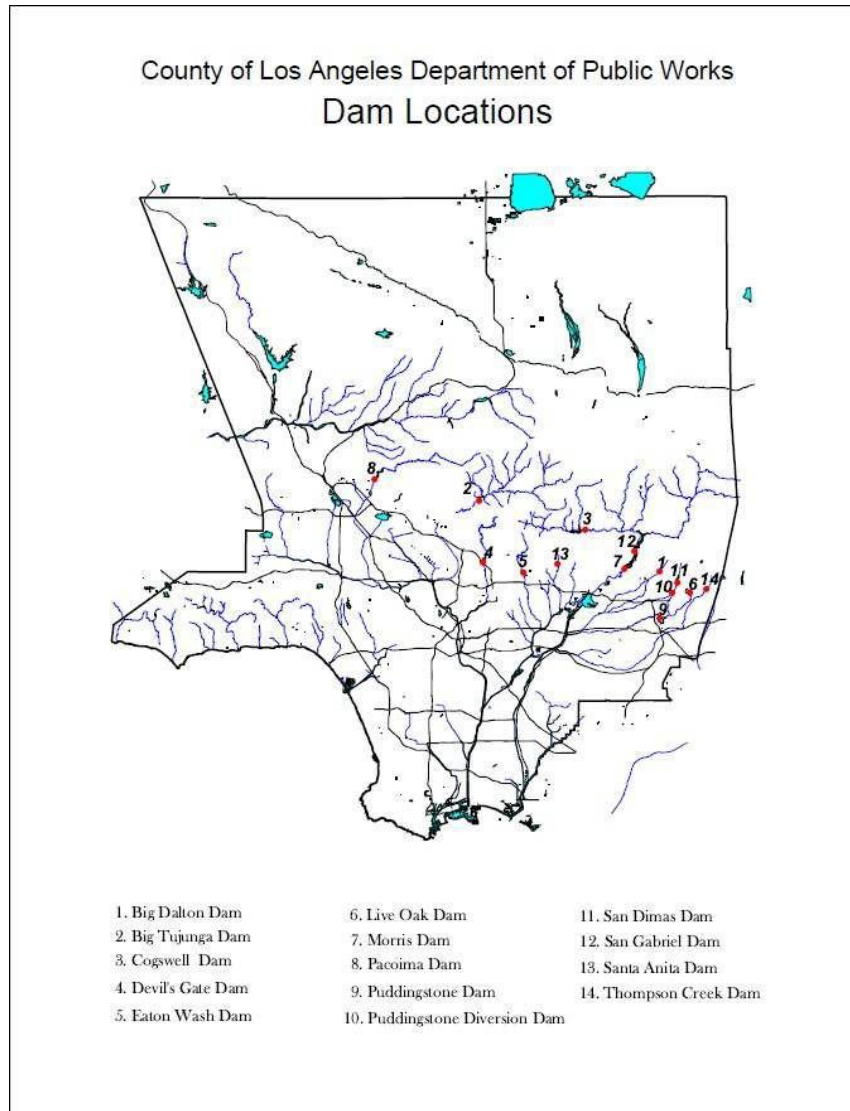 County of Los Angeles Department of Public Works
Dam Locations
8
2
3
12
4
5
13
7
1
11
10
6
14
9
1. Big Dalton Dam
2. Big Tujunga Dam
3. Cogswell Dam
4. Devil's Gate Dam
5. Eaton Wash Dam
6. Live Oak Dam
7. Morris Dam
8. Pacoima Dam
9. Puddingstone Dam
10. Puddingstone Diversion Dam
11. San Dimas Dam
12. San Gabriel Dam
13. Santa Anita Dam
14. Thompson Creek Dam